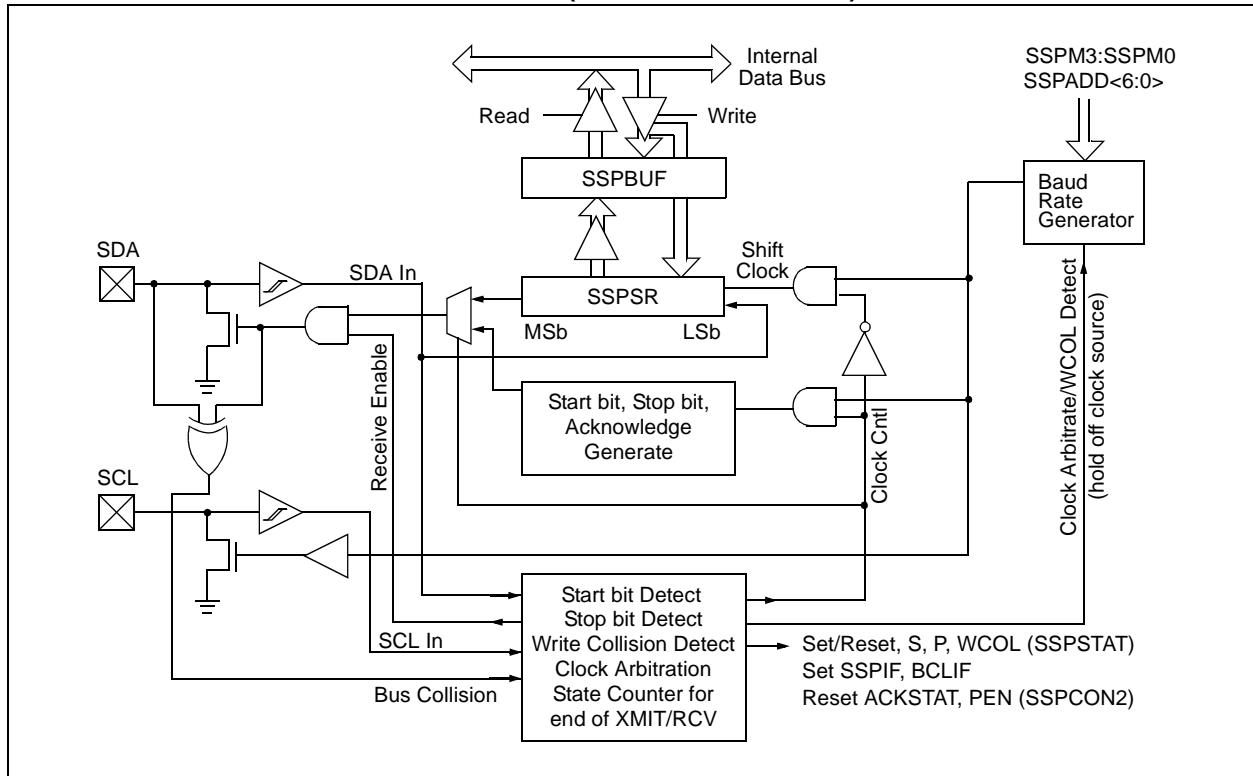 Internal
Data Bus
SSPM3:SSPM0
SSPADD<6:0>
Read
Write
SSPBUF
Baud
Rate
Generator
SDA
SDA In
Shift
Clock
SSPSR
MSb
LSb
Start bit, Stop bit,
Acknowledge
Generate
Receive Enable
Clock Cntl
Clock Arbitrate/WCOL Detect
(hold off clock source)
SCL
SCL In
Bus Collision
Start bit Detect
Stop bit Detect
Write Collision Detect
Clock Arbitration
State Counter for
end of XMIT/RCV
Set/Reset, S, P, WCOL (SSPSTAT)
Set SSPIF, BCLIF
Reset ACKSTAT, PEN (SSPCON2)